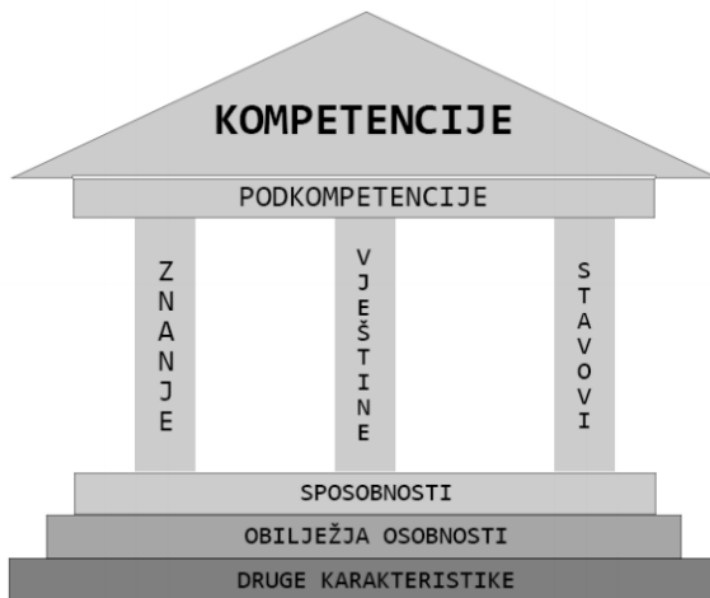 KOMPETENCIJE
PODKOMPETENCIJE
ZNANJE
VJEŠTINE
STAVOVI
SPOSOBNOSTI
OBILJEŽJA OSOBNOSTI
DRUGE KARAKTERISTIKE